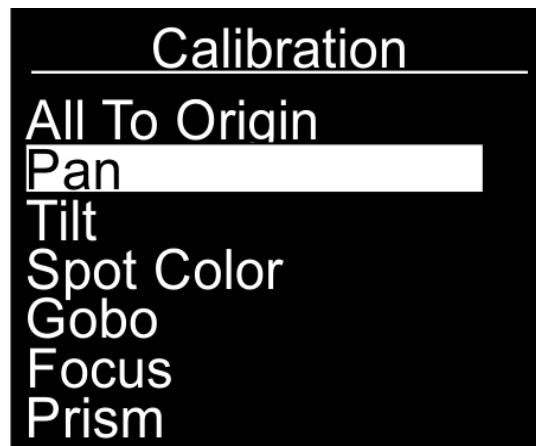 Calibration
All To Origin
Pan
Tilt
Spot Color
Gobo
Focus
Prism